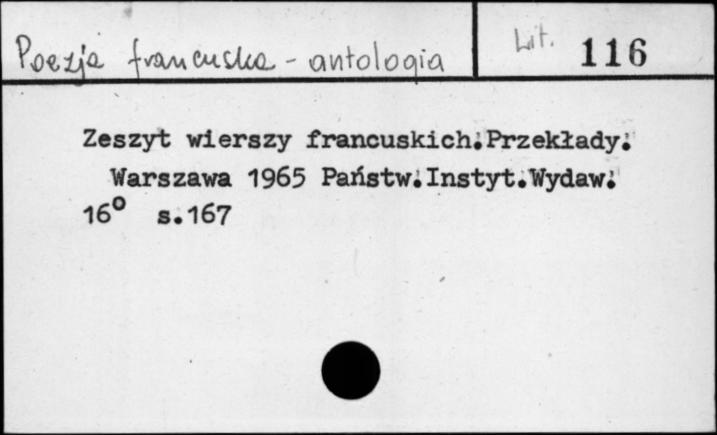 Poezja francuska - antologia
Lit. 116
Zeszyt wierszy francuskich.Przekłady.
Warszawa 1965 Państw.Instyt.Wydaw.
16° s.167